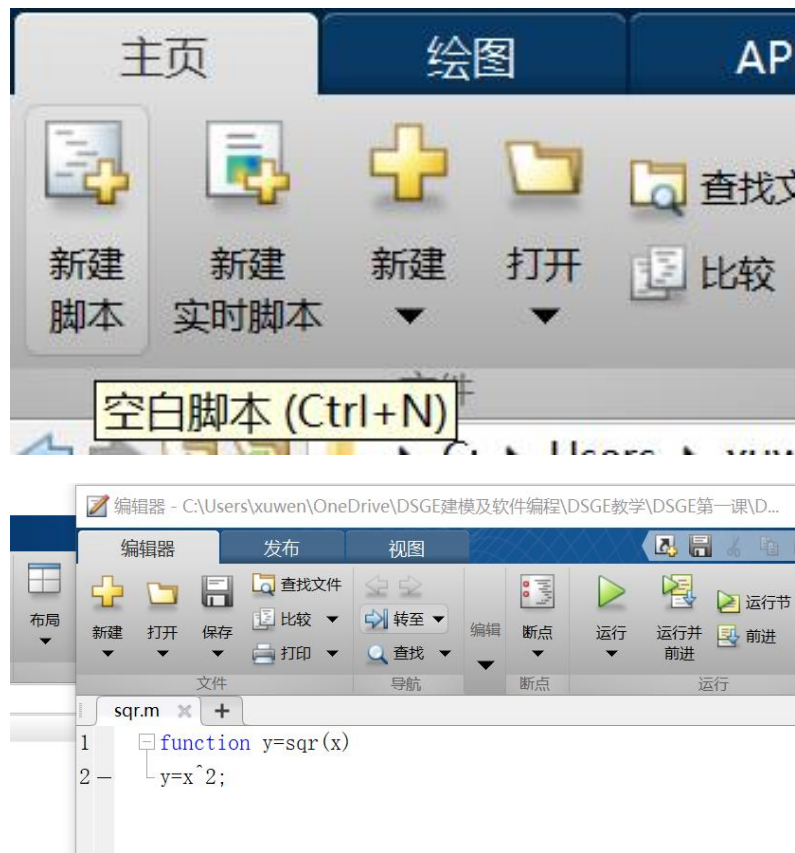 主页 绘图 AP
新建 新建 新建 打开 查找文
脚本 实时脚本 比较
空白脚本 (Ctrl+N)
编辑器 - C:\Users\xuwen\OneDrive\DSGE建模及软件编程\DSGE教学\DSGE第一课\D...
编辑器 发布 视图
布局 新建 打开 保存 查找文件 比较 打印 转至 查找 编辑 断点 运行 运行并 前进 运行节 前进
文件 导航 断点 运行
sqr.m × +
1 function y=sqr(x)
2 – y=x^2;